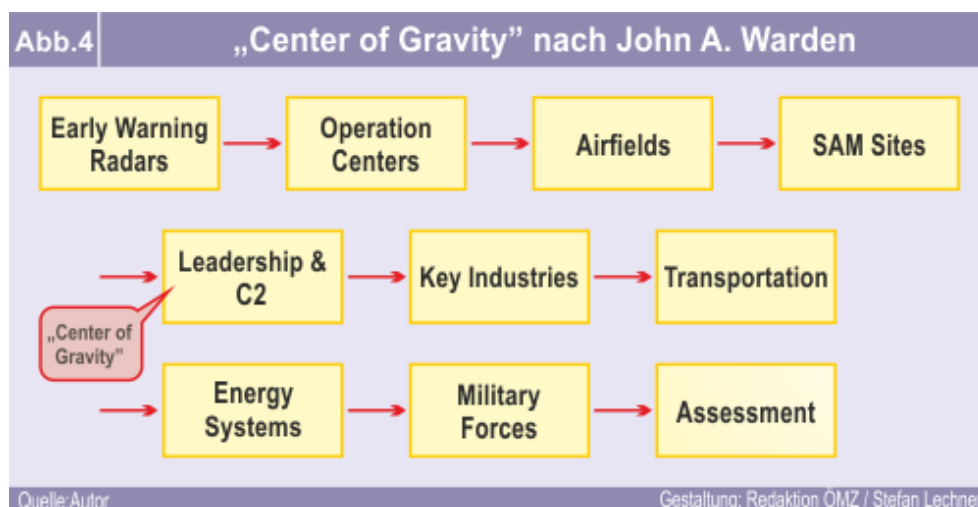 Abb.4
„Center of Gravity” nach John A. Warden
Early Warning
Radars
Operation
Centers
Airfields
SAM Sites
Leadership &
C2
Key Industries
Transportation
„Center of
Gravity”
Energy
Systems
Military
Forces
Assessment
Quelle:Autor
Gestaltung: Redaktion ÖMZ / Stefan Lechner